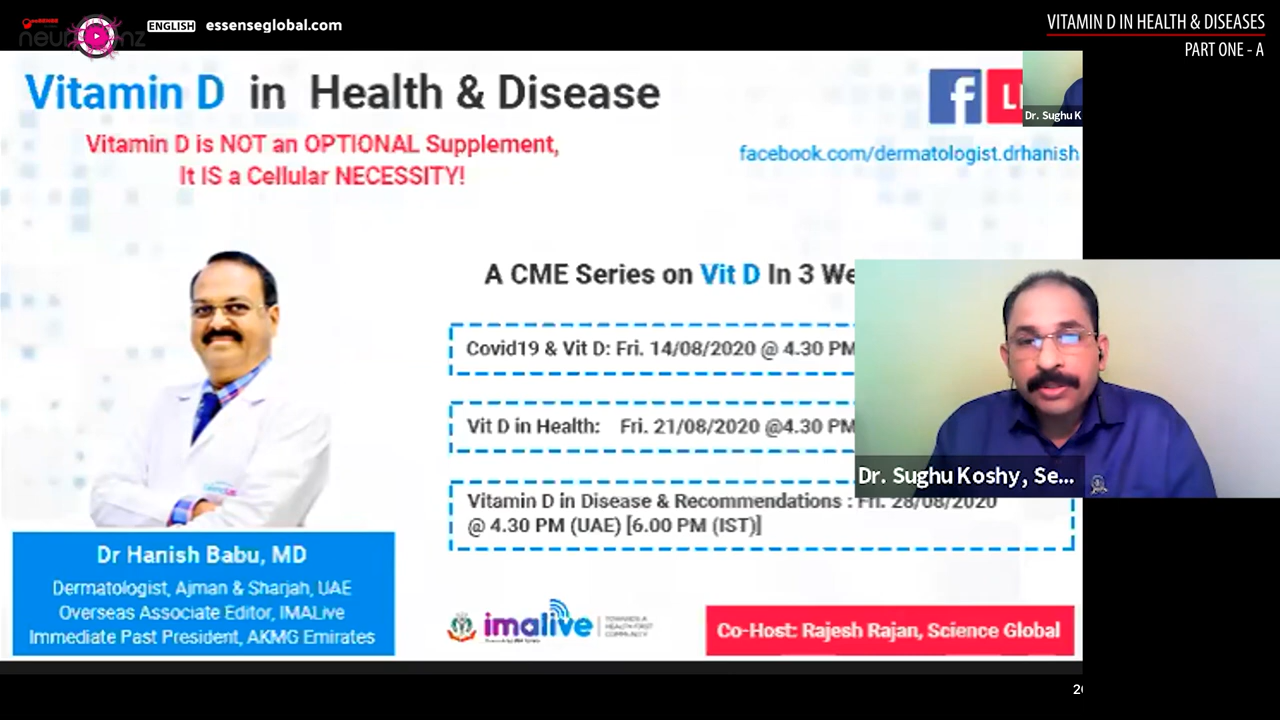 esSENSE
neuronz
ENGLISH essenseglobal.com
VITAMIN D IN HEALTH & DISEASES
PART ONE - A
Vitamin D in Health & Disease
Vitamin D is NOT an OPTIONAL Supplement,
It IS a Cellular NECESSITY!
f LI
Dr. Sughu K
facebook.com/dermatologist.drhanish
A CME Series on Vit D In 3 We
Covid19 & Vit D: Fri. 14/08/2020 @ 4.30 PM
Vit D in Health: Fri. 21/08/2020 @4.30 PM
Dr. Sughu Koshy, Se...
Vitamin D in Disease & Recommendations : Fri. 28/08/2020
@ 4.30 PM (UAE) [6.00 PM (IST)]
Dr Hanish Babu, MD
Dermatologist, Ajman & Sharjah, UAE
Overseas Associate Editor, IMALive
Immediate Past President, AKMG Emirates
imalive
TOWARDS A
HEALTH FIRST
COMMUNITY
Co-Host: Rajesh Rajan, Science Global